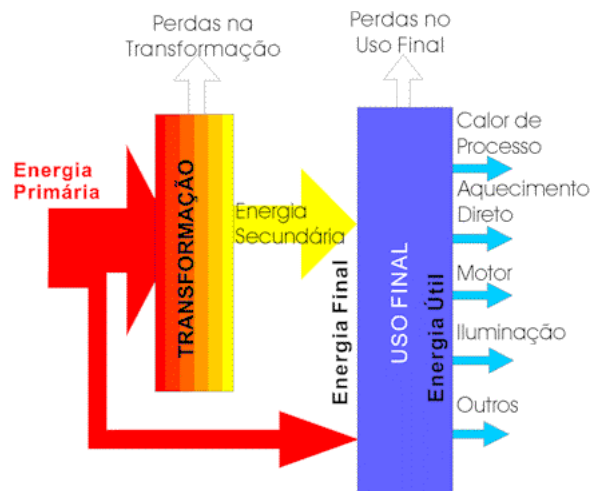 Perdas na
Transformação
Perdas no
Uso Final
Energia
Primária
TRANSFORMAÇÃO
Energia
Secundária
Energia Final
USO FINAL
Energia Útil
Calor de
Processo
Aquecimento
Direto
Motor
Iluminação
Outros